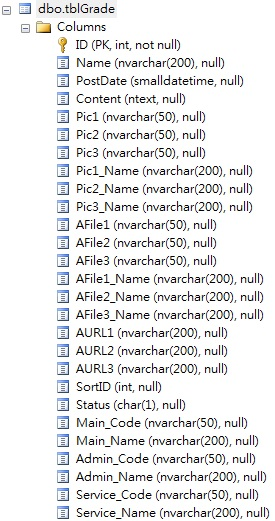 dbo.tblGrade
Columns
ID (PK, int, not null)
Name (nvarchar(200), null)
PostDate (smalldatetime, null)
Content (ntext, null)
Pic1 (nvarchar(50), null)
Pic2 (nvarchar(50), null)
Pic3 (nvarchar(50), null)
Pic1_Name (nvarchar(200), null)
Pic2_Name (nvarchar(200), null)
Pic3_Name (nvarchar(200), null)
AFile1 (nvarchar(50), null)
AFile2 (nvarchar(50), null)
AFile3 (nvarchar(50), null)
AFile1_Name (nvarchar(200), null)
AFile2_Name (nvarchar(200), null)
AFile3_Name (nvarchar(200), null)
AURL1 (nvarchar(200), null)
AURL2 (nvarchar(200), null)
AURL3 (nvarchar(200), null)
SortID (int, null)
Status (char(1), null)
Main_Code (nvarchar(50), null)
Main_Name (nvarchar(200), null)
Admin_Code (nvarchar(50), null)
Admin_Name (nvarchar(200), null)
Service_Code (nvarchar(50), null)
Service_Name (nvarchar(200), null)